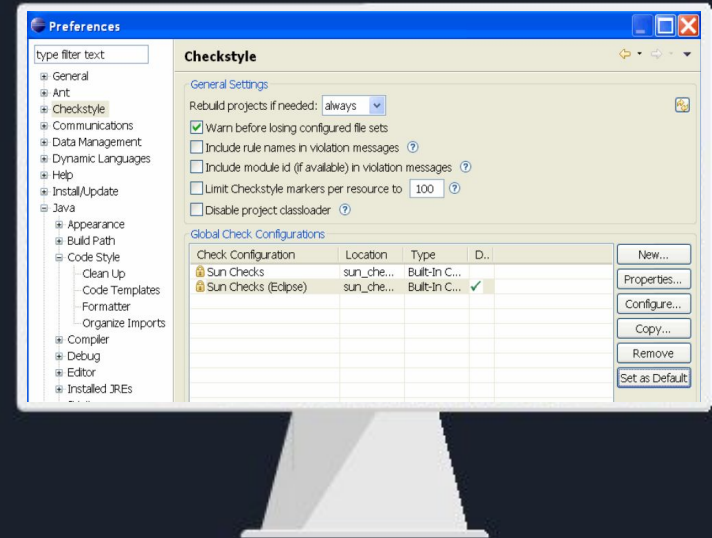 Preferences
type filter text
General
Ant
Checkstyle
Communications
Data Management
Dynamic Languages
Help
Install/Update
Java
Appearance
Build Path
Code Style
Clean Up
Code Templates
Formatter
Organize Imports
Compiler
Debug
Editor
Installed JREs
Checkstyle
General Settings
Rebuild projects if needed: always
Warn before losing configured file sets
Include rule names in violation messages ?
Include module id (if available) in violation messages ?
Limit Checkstyle markers per resource to 100 ?
Disable project classloader ?
Global Check Configurations
Check Configuration Location Type D..
Sun Checks sun_che... Built-In C...
Sun Checks (Eclipse) sun_che... Built-In C...
New...
Properties...
Configure...
Copy...
Remove
Set as Default